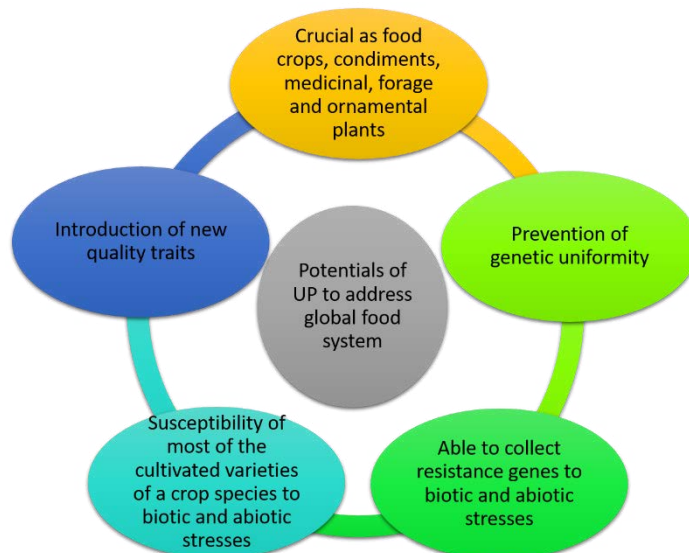 Crucial as food
crops, condiments,
medicinal, forage
and ornamental
plants
Introduction of new
quality traits
Prevention of
genetic uniformity
Potentials of
UP to address
global food
system
Susceptibility of
most of the
cultivated varieties
of a crop species to
biotic and abiotic
stresses
Able to collect
resistance genes to
biotic and abiotic
stresses